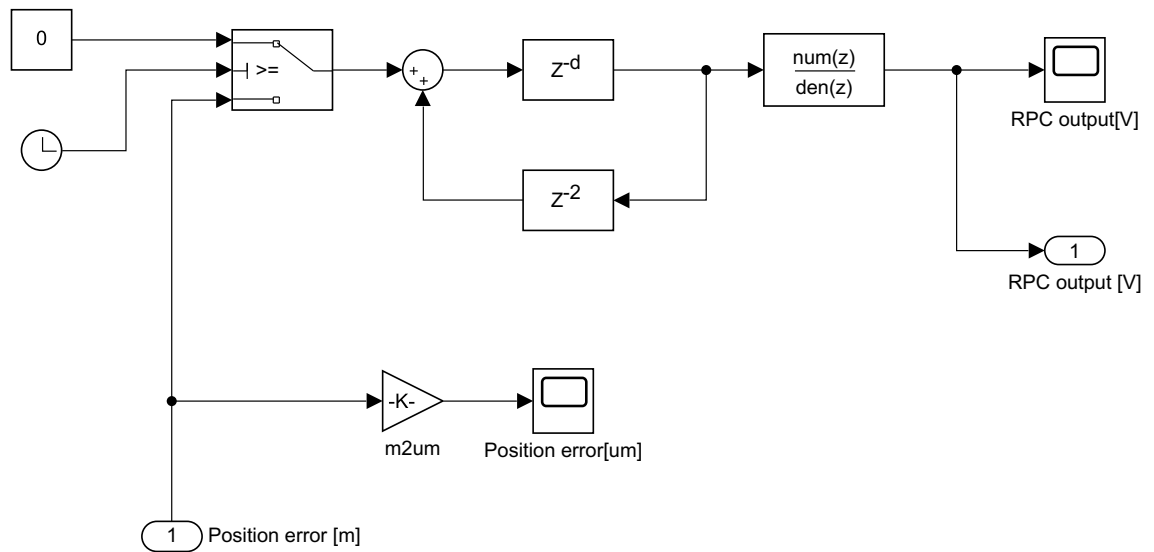 0
>=
+
+
Z-d
num(z)
den(z)
RPC output[V]
Z-2
1
RPC output [V]
-K-
m2um
Position error[um]
1
Position error [m]